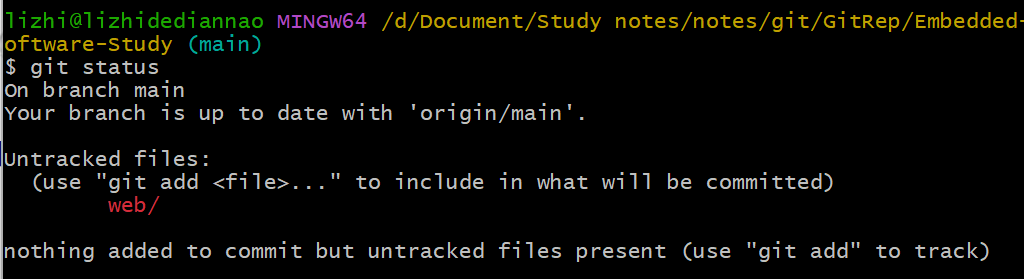 lizhi@lizhidediannao MINGW64 /d/Document/Study notes/notes/git/GitRep/Embedded-
oftware-Study (main)
$ git status
On branch main
Your branch is up to date with 'origin/main'.
Untracked files:
(use "git add <file>..." to include in what will be committed)
web/
nothing added to commit but untracked files present (use "git add" to track)